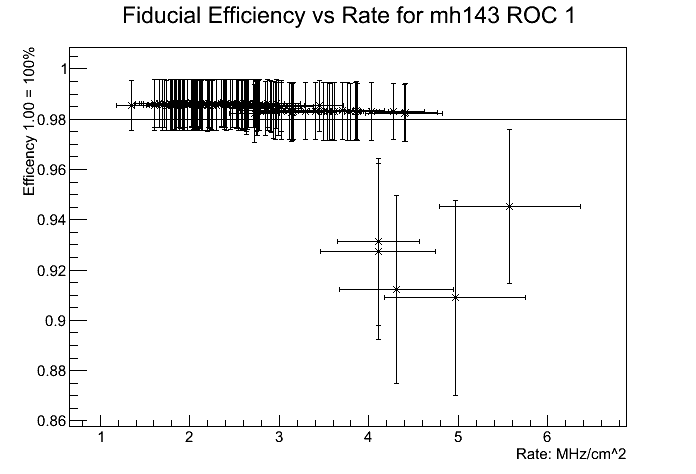 Fiducial Efficiency vs Rate for mh143 ROC 1
Efficency 1.00 = 100%
1
0.98
0.96
0.94
0.92
0.9
0.88
0.86
1 2 3 4 5 6
Rate: MHz/cm^2